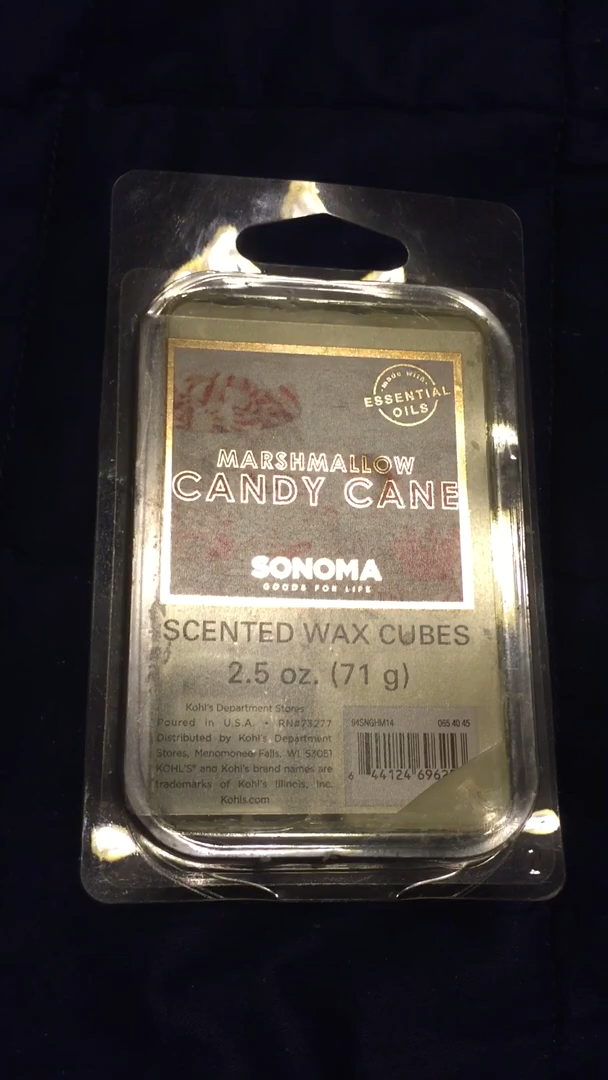 made with
ESSENTIAL
OILS
MARSHMALLOW
CANDY CANE
SONOMA
GOODS FOR LIFE
SCENTED WAX CUBES
2.5 oz. (71 g)
Kohl's Department Stores
Poured in U.S.A. • RN#73277
Distributed by Kohl's Department
Stores, Menomonee Falls, WI 53051
KOHL'S® and Kohl's brand names are
trademarks of Kohl's Illinois, Inc.
Kohls.com
94SNGHM14 065 40 45
6 44124 6962